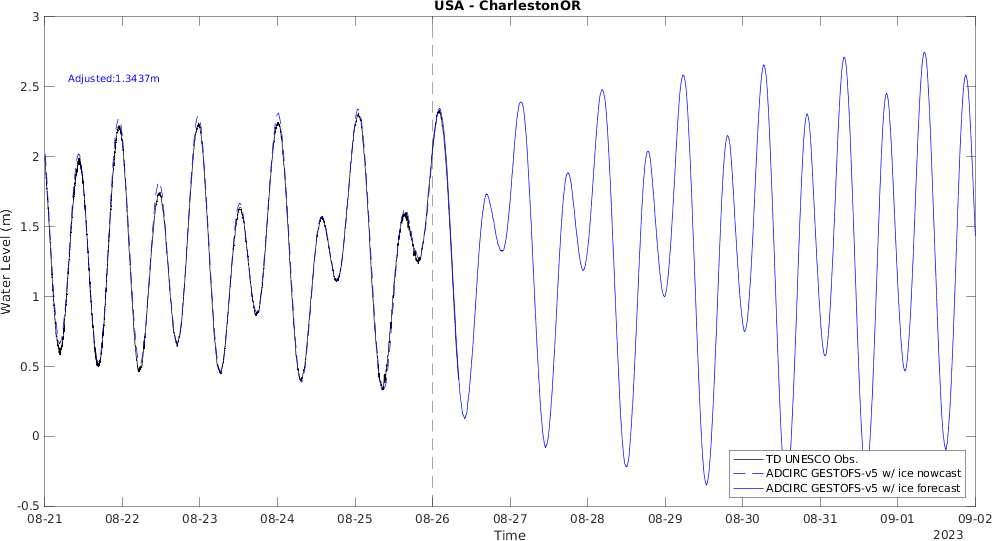 USA - CharlestonOR
Adjusted:1.3437m
Water Level (m)
3
2.5
2
1.5
1
0.5
0
-0.5
TD UNESCO Obs.
ADCIRC GESTOFS-v5 w/ ice nowcast
ADCIRC GESTOFS-v5 w/ ice forecast
08-21 08-22 08-23 08-24 08-25 08-26 08-27 08-28 08-29 08-30 08-31 09-01 09-02
Time
2023